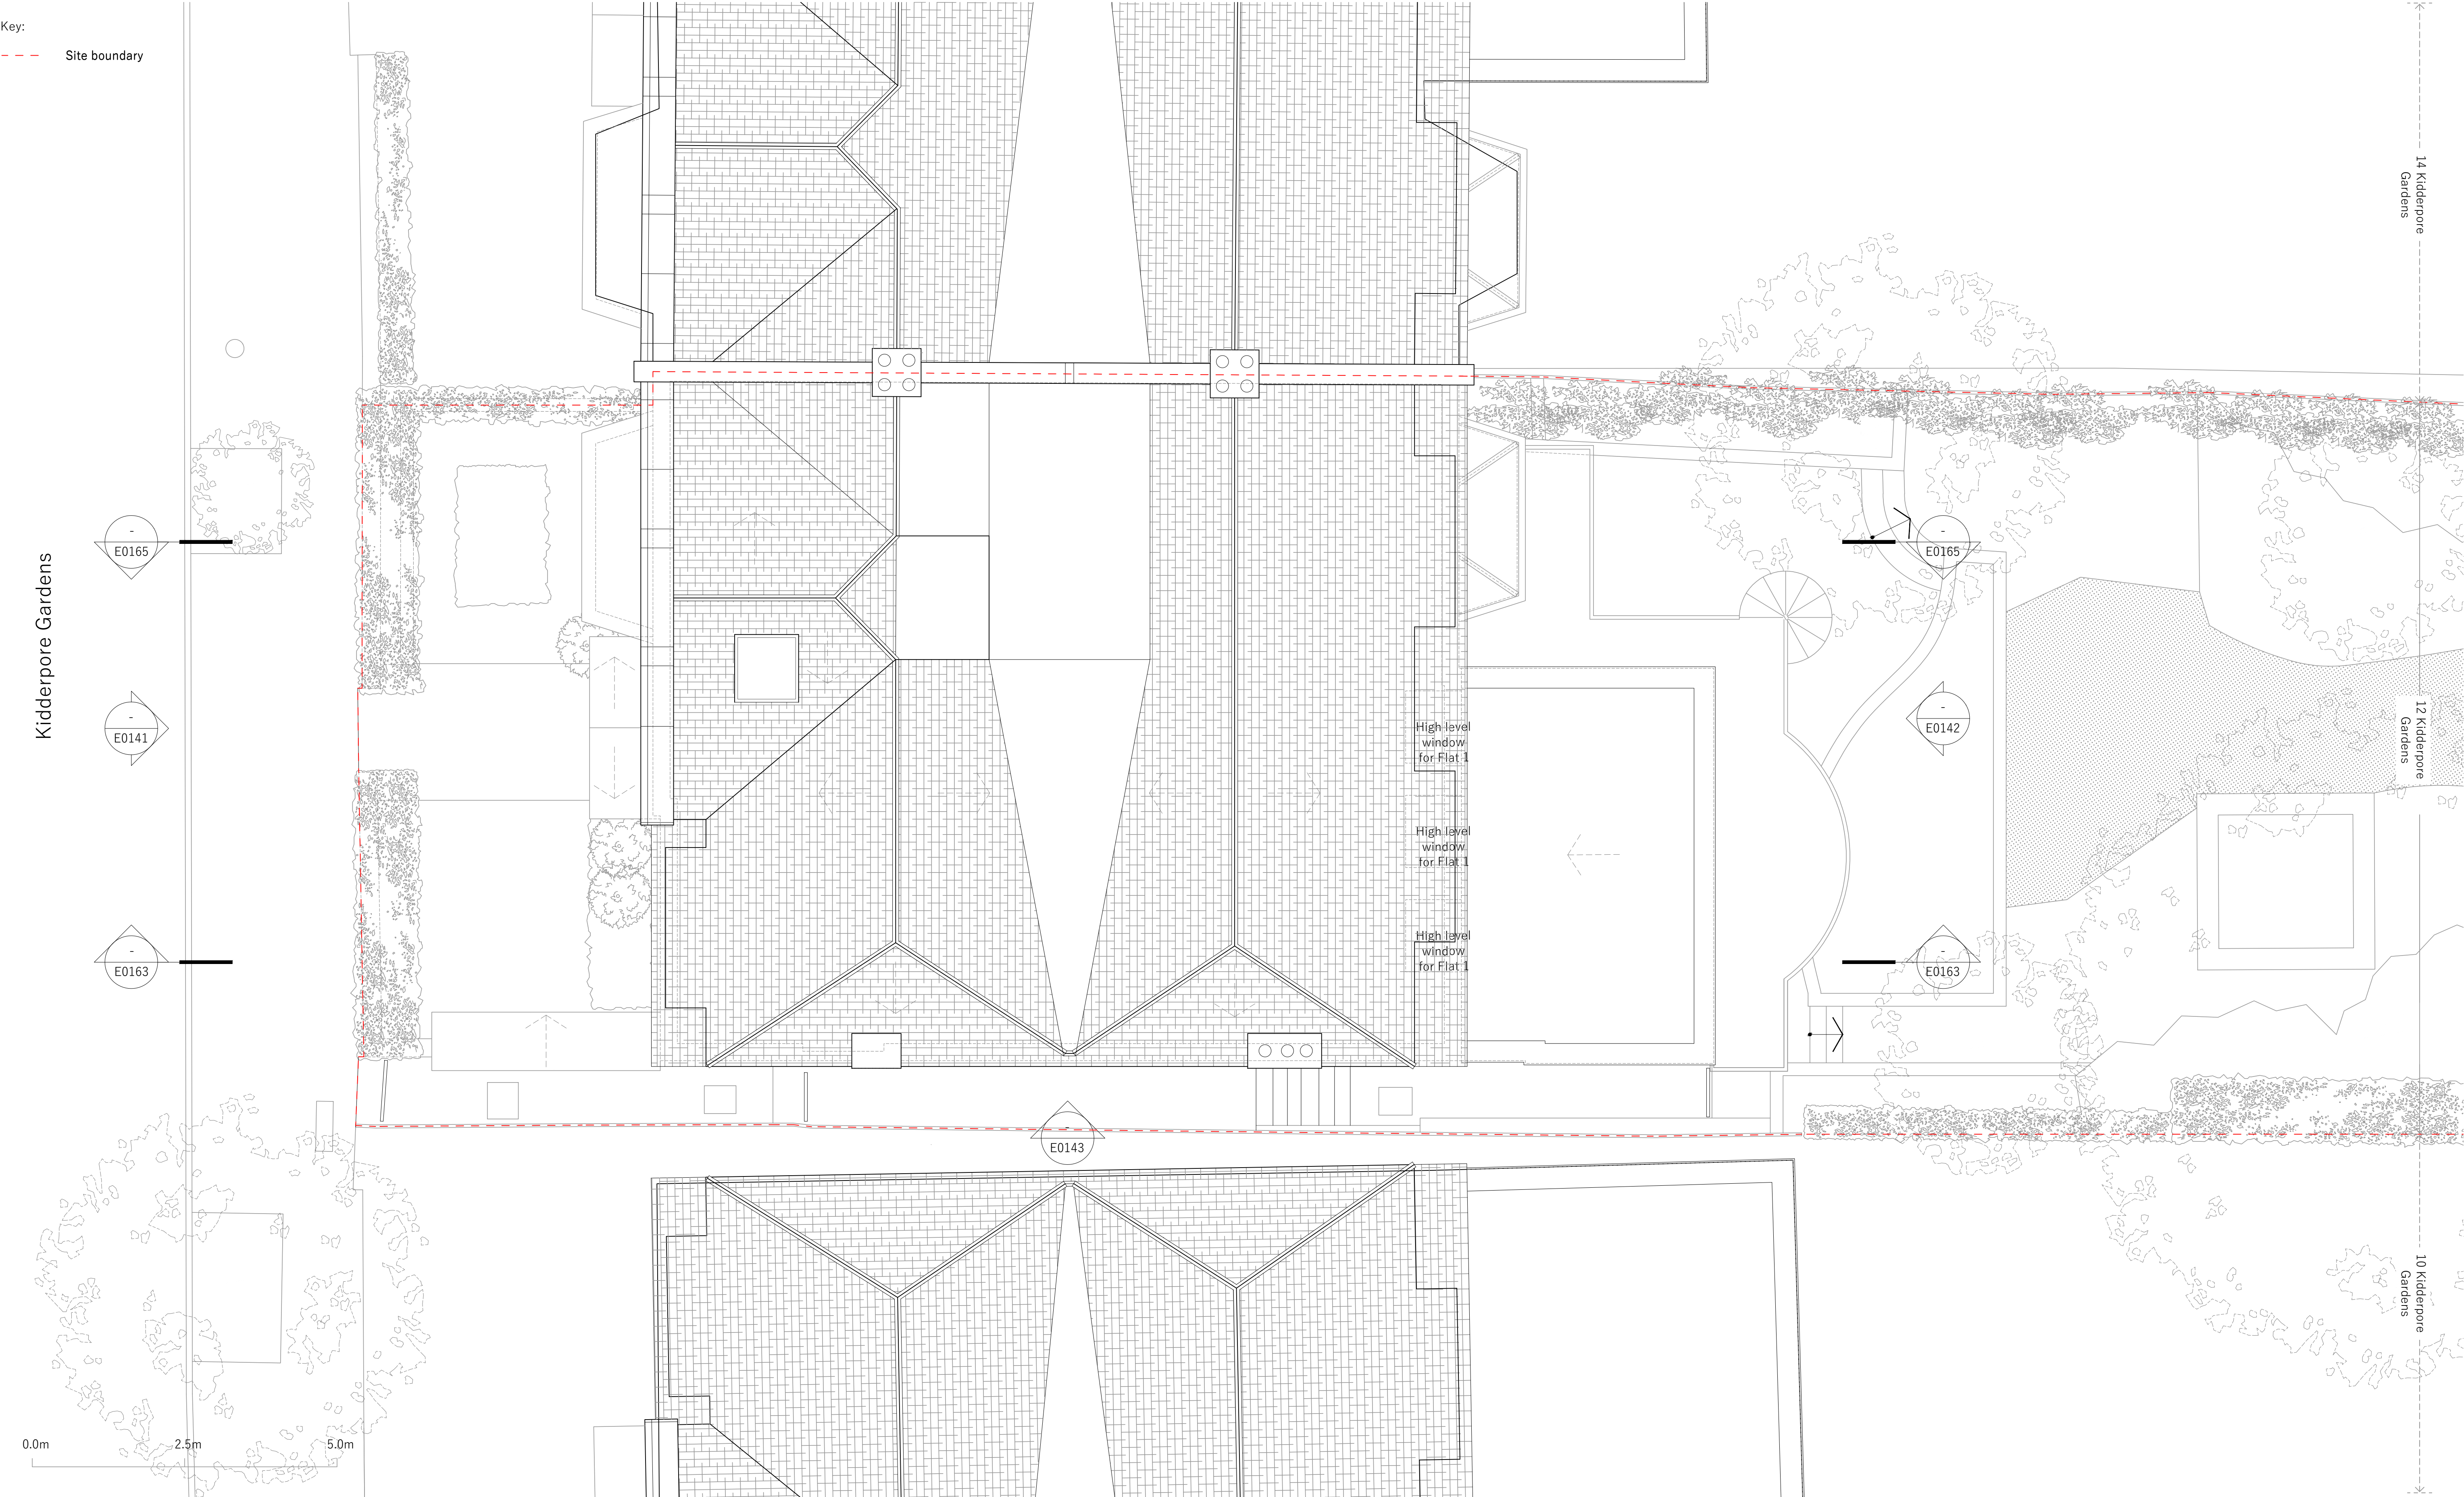 Key:
Site boundary
14 Kidderpore
Gardens
-
E0165
-
E0165
Kidderpore Gardens
-
E0141
-
E0142
12 Kidderpore
Gardens
High level
window
for Flat 1
High level
window
for Flat 1
High level
window
for Flat 1
-
E0163
-
E0163
-
E0143
10 Kidderpore
Gardens
0.0m
2.5m
5.0m